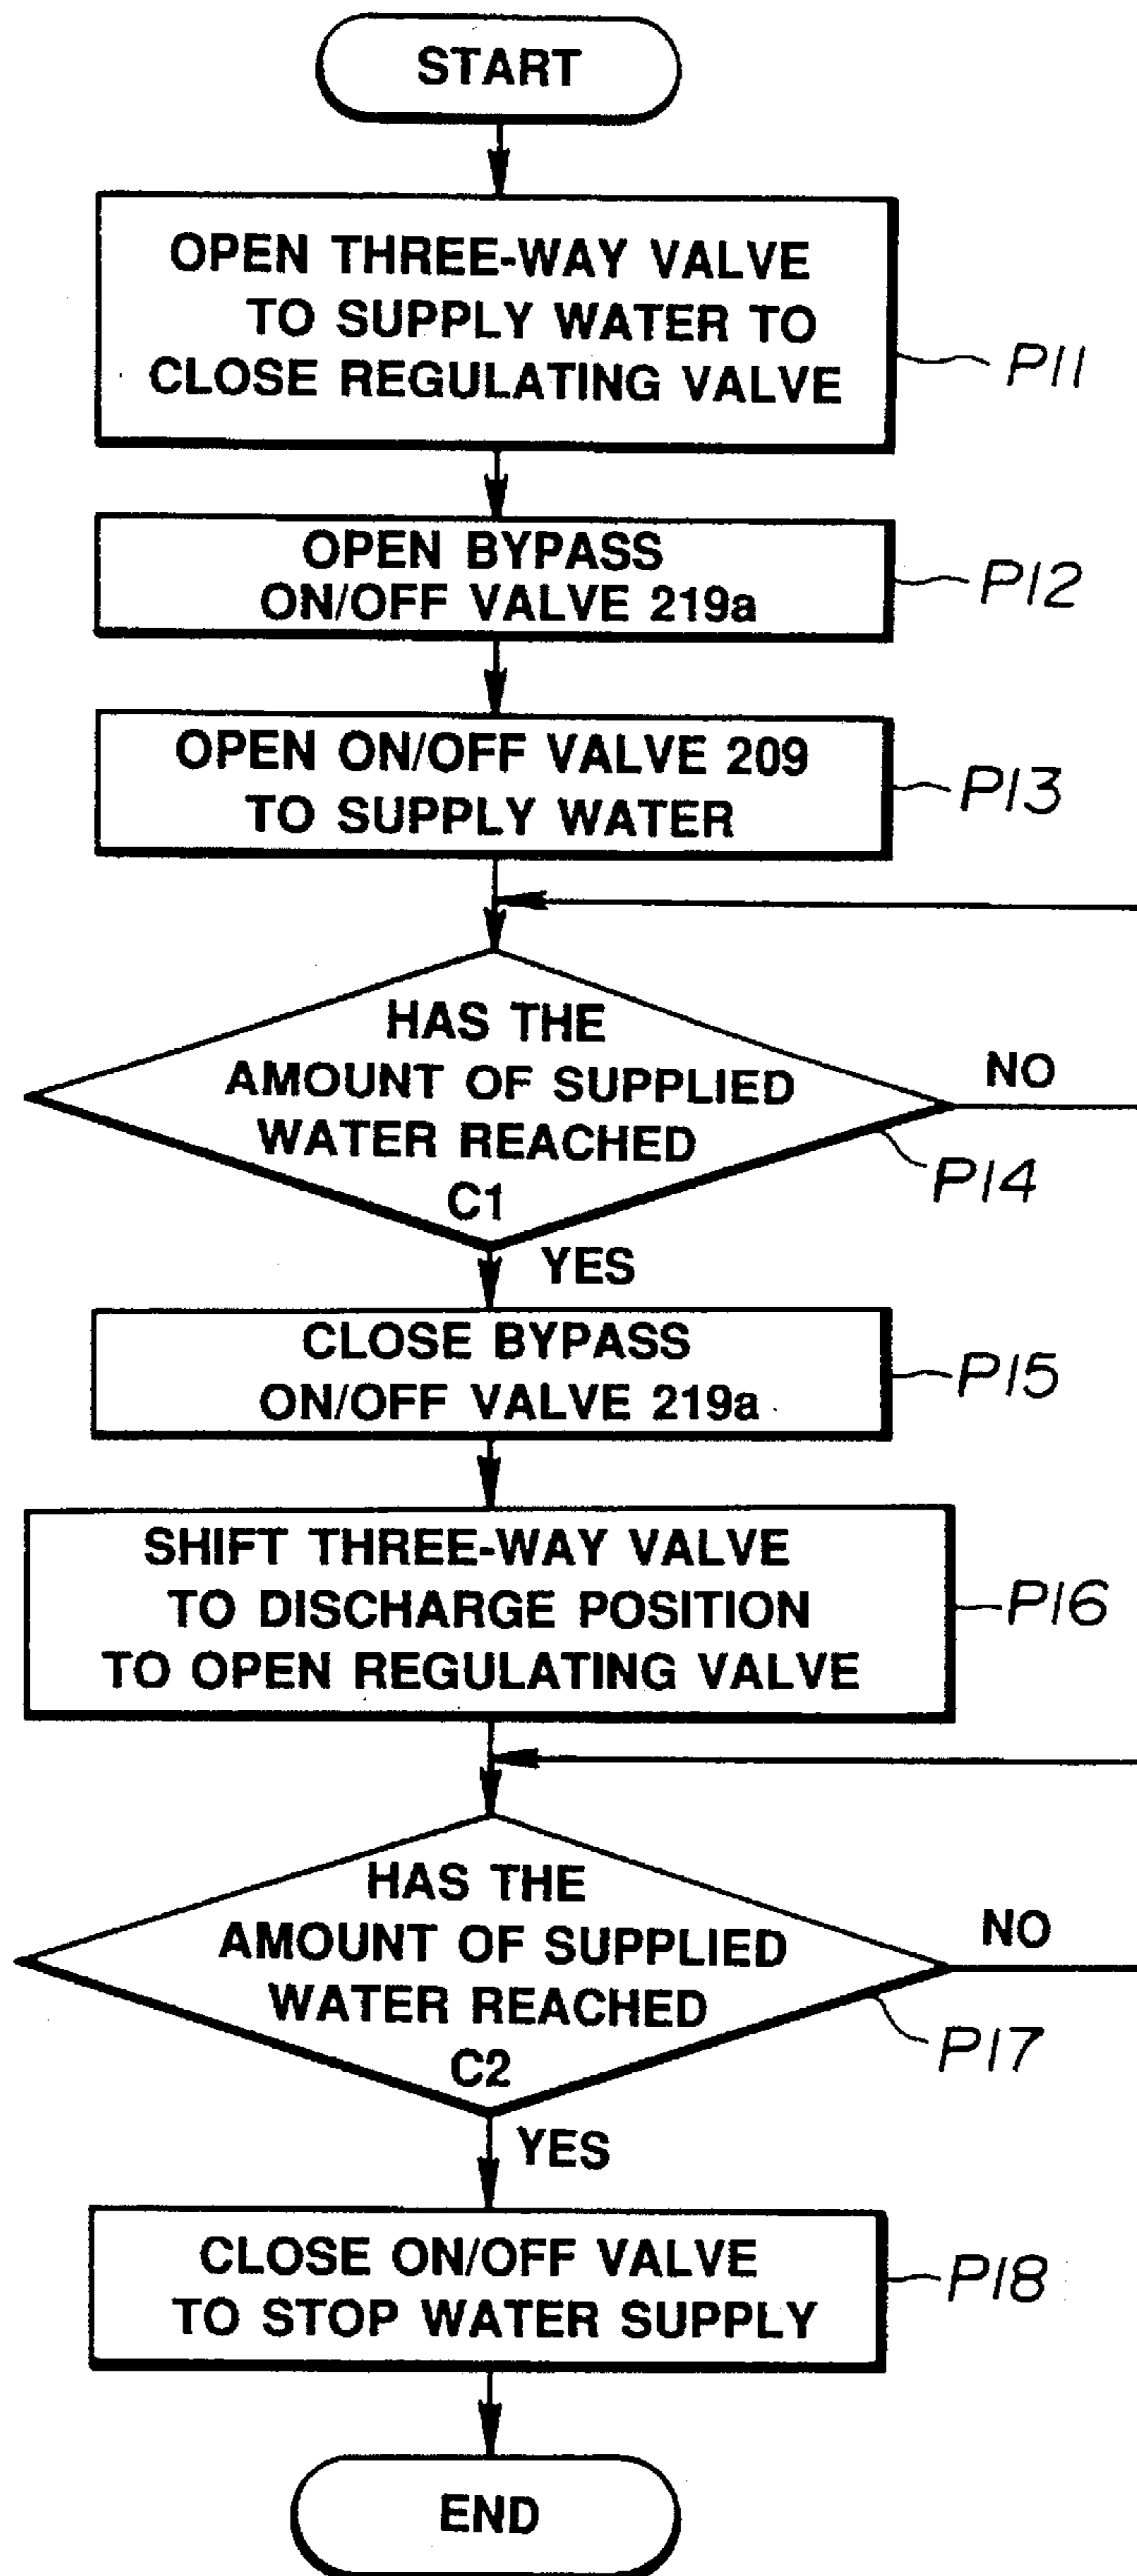 START
OPEN THREE-WAY VALVE
TO SUPPLY WATER TO
CLOSE REGULATING VALVE
P11
OPEN BYPASS
ON/OFF VALVE 219a
P12
OPEN ON/OFF VALVE 209
TO SUPPLY WATER
P13
HAS THE
AMOUNT OF SUPPLIED
WATER REACHED
C1
NO
P14
YES
CLOSE BYPASS
ON/OFF VALVE 219a
P15
SHIFT THREE-WAY VALVE
TO DISCHARGE POSITION
TO OPEN REGULATING VALVE
P16
HAS THE
AMOUNT OF SUPPLIED
WATER REACHED
C2
NO
P17
YES
CLOSE ON/OFF VALVE
TO STOP WATER SUPPLY
P18
END